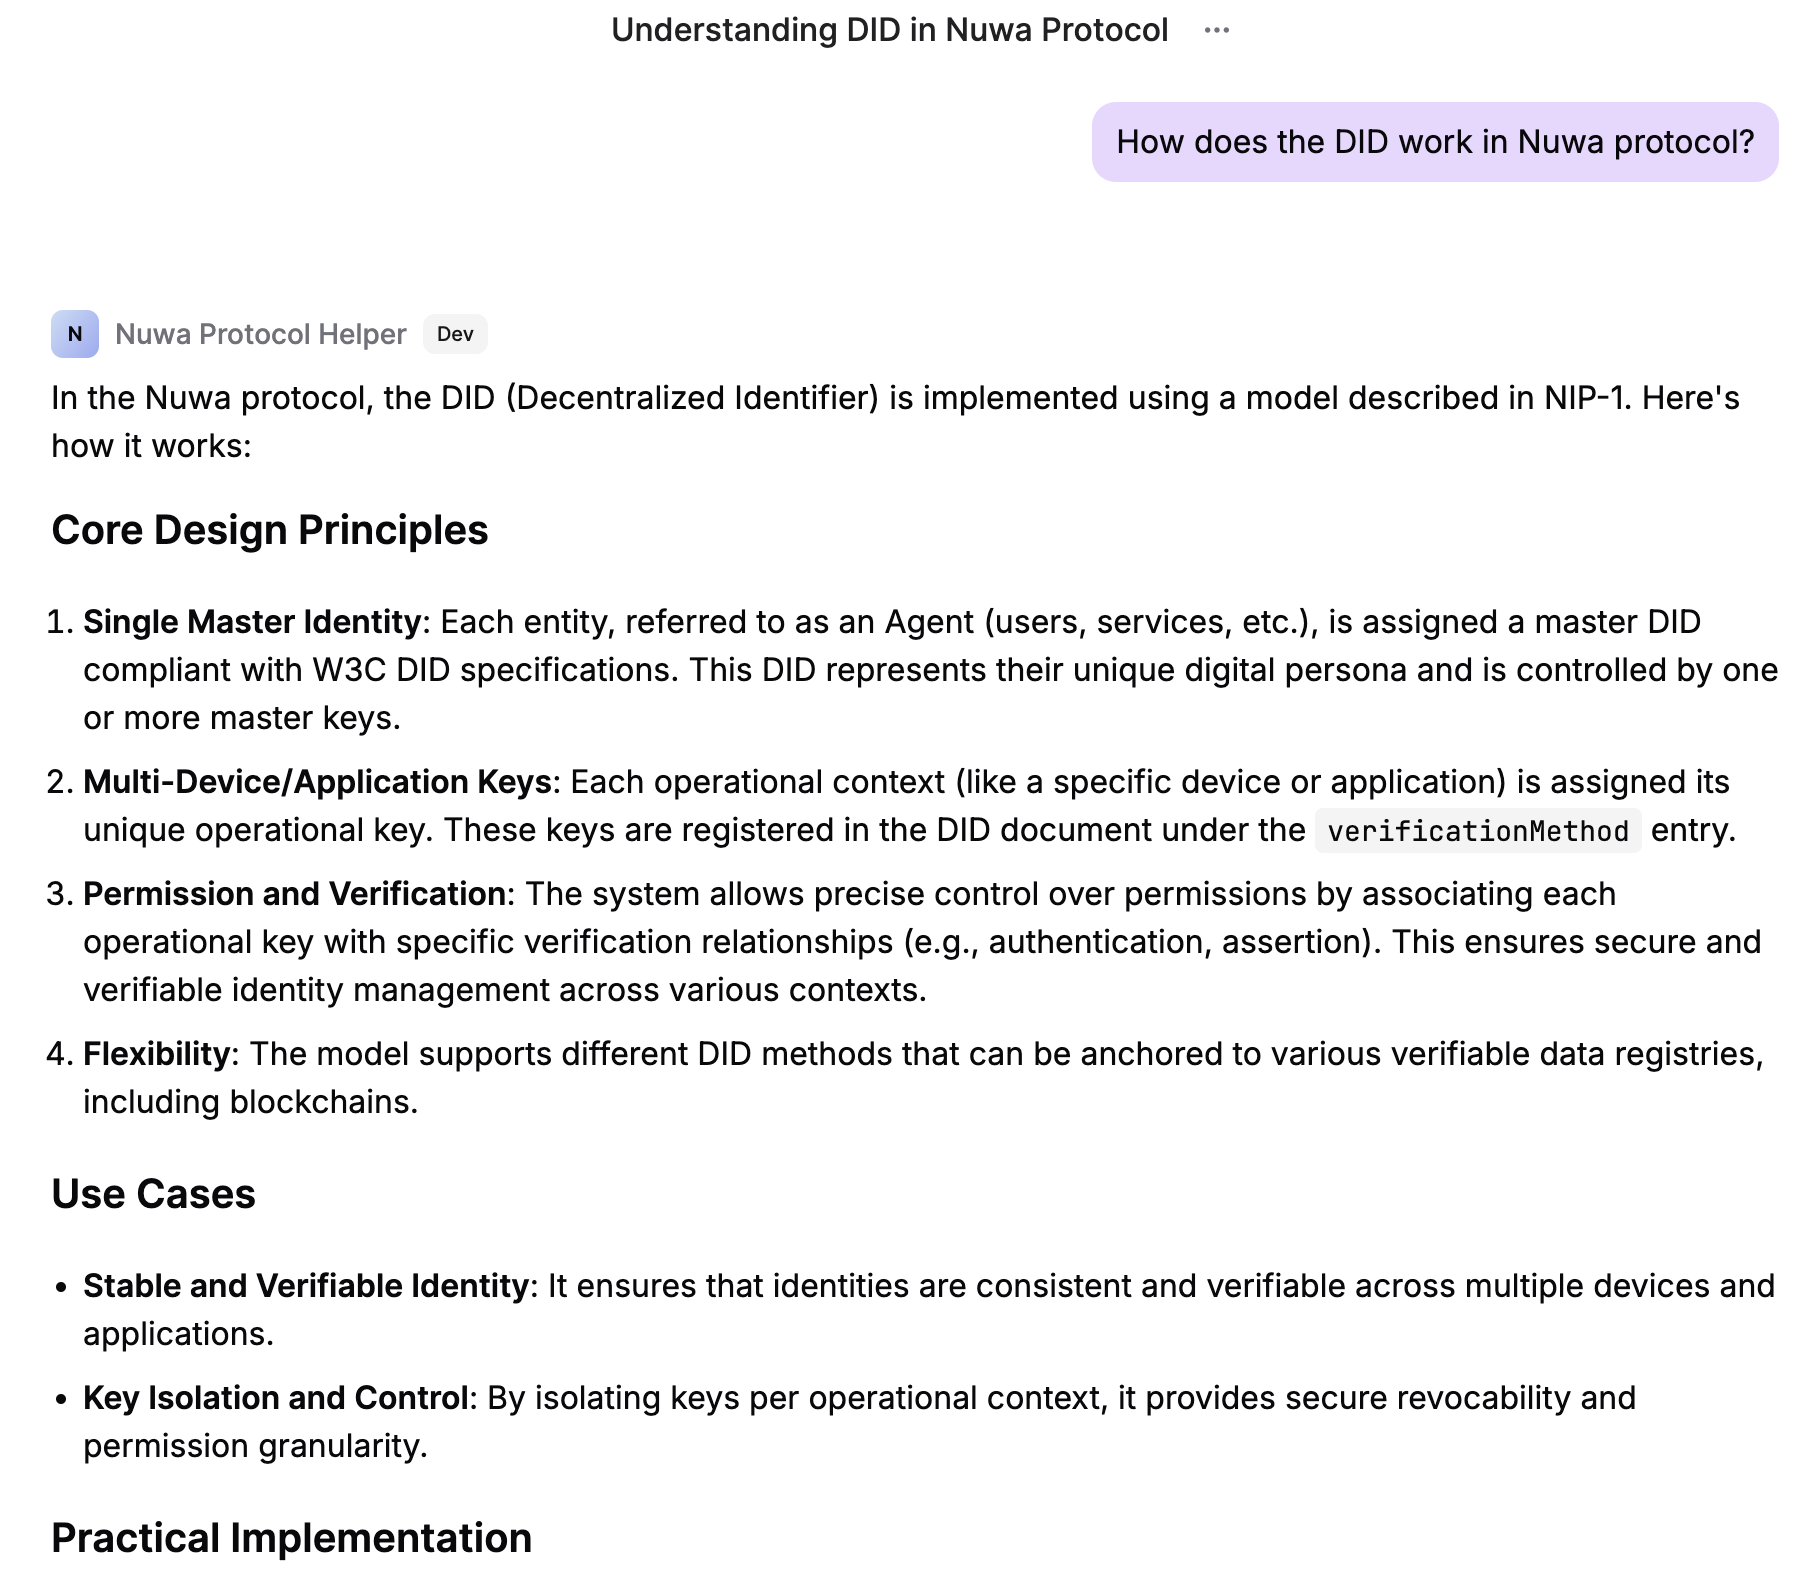 Understanding DID in Nuwa Protocol ···
How does the DID work in Nuwa protocol?
N Nuwa Protocol Helper Dev
In the Nuwa protocol, the DID (Decentralized Identifier) is implemented using a model described in NIP-1. Here's
how it works:
Core Design Principles
1. Single Master Identity: Each entity, referred to as an Agent (users, services, etc.), is assigned a master DID
compliant with W3C DID specifications. This DID represents their unique digital persona and is controlled by one
or more master keys.
2. Multi-Device/Application Keys: Each operational context (like a specific device or application) is assigned its
unique operational key. These keys are registered in the DID document under the verificationMethod entry.
3. Permission and Verification: The system allows precise control over permissions by associating each
operational key with specific verification relationships (e.g., authentication, assertion). This ensures secure and
verifiable identity management across various contexts.
4. Flexibility: The model supports different DID methods that can be anchored to various verifiable data registries,
including blockchains.
Use Cases
• Stable and Verifiable Identity: It ensures that identities are consistent and verifiable across multiple devices and
applications.
• Key Isolation and Control: By isolating keys per operational context, it provides secure revocability and
permission granularity.
Practical Implementation